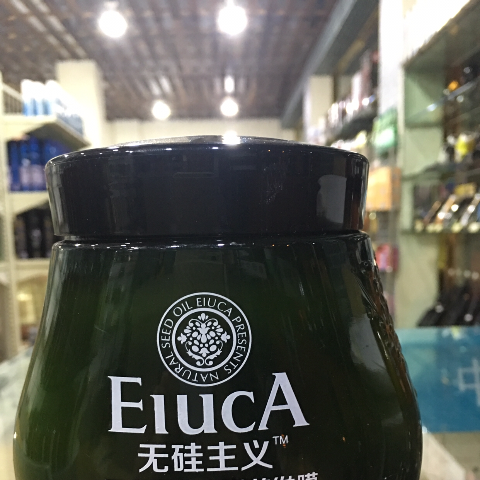 NATURAL SEED OIL EIUCA PRESENTS
EIUCA
无硅主义™